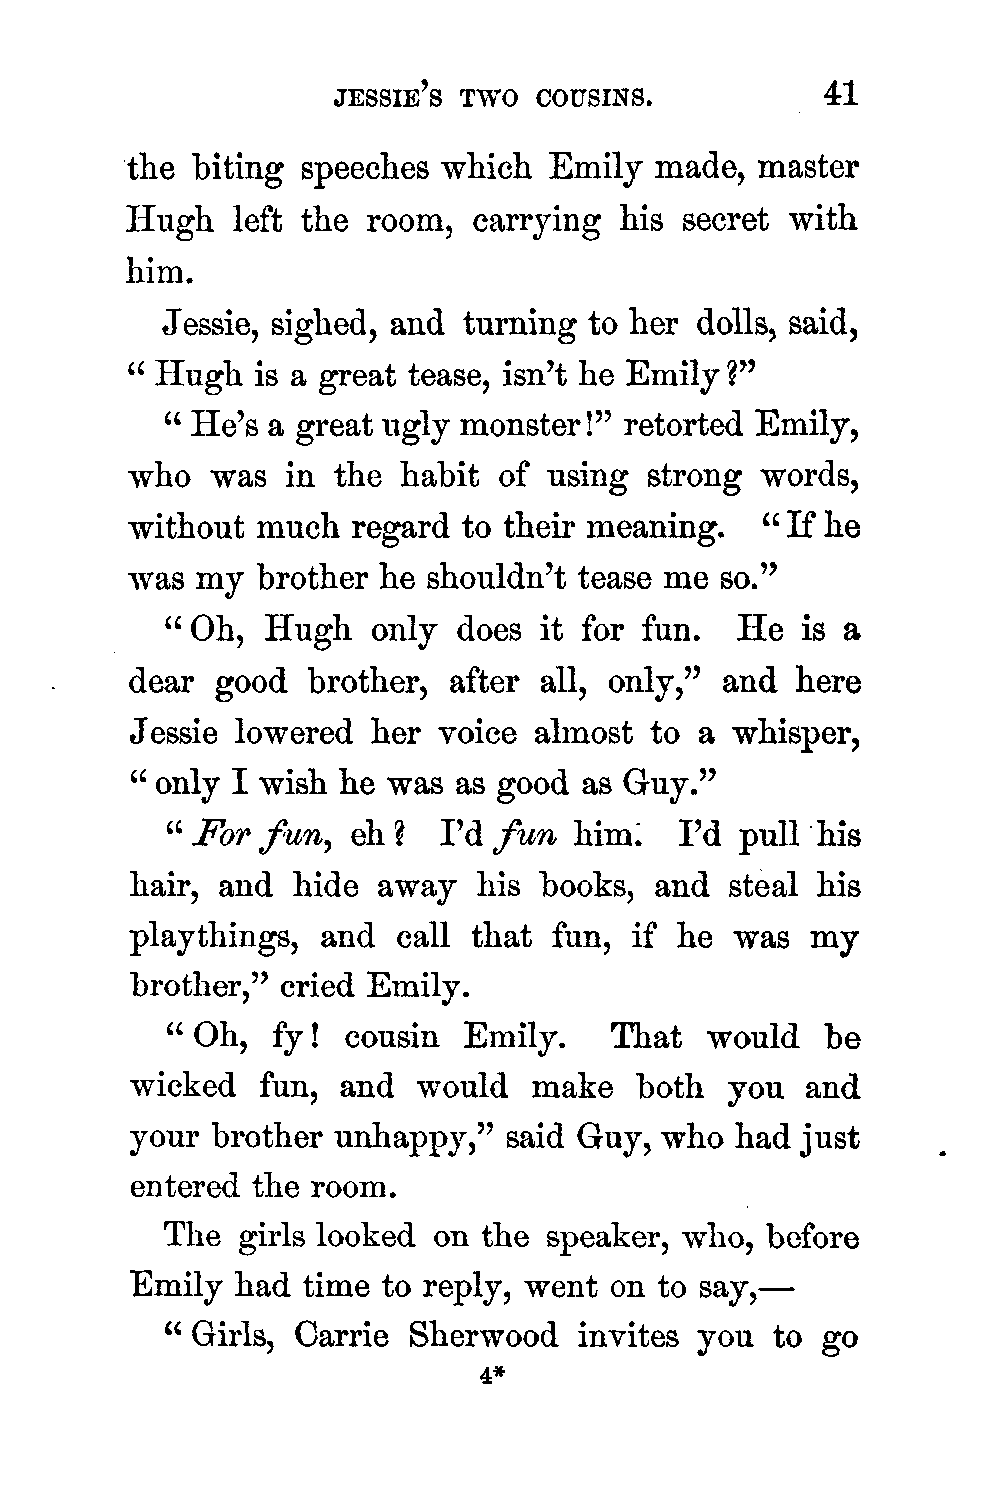 JESSIE'S TWO COUSINS. 41
the biting speeches which Emily made, master
Hugh left the room, carrying his secret with
him.
Jessie, sighed, and turning to her dolls, said,
“Hugh is a great tease, isn't he Emily?”
“He's a great ugly monster!” retorted Emily,
who was in the habit of using strong words,
without much regard to their meaning. “If he
was my brother he shouldn't tease me so.”
“Oh, Hugh only does it for fun. He is a
dear good brother, after all, only,” and here
Jessie lowered her voice almost to a whisper,
“only I wish he was as good as Guy.”
“For fun, eh? I'd fun him. I'd pull his
hair, and hide away his books, and steal his
playthings, and call that fun, if he was my
brother,” cried Emily.
“Oh, fy! cousin Emily. That would be
wicked fun, and would make both you and
your brother unhappy,” said Guy, who had just
entered the room.
The girls looked on the speaker, who, before
Emily had time to reply, went on to say,—
“Girls, Carrie Sherwood invites you to go
4*